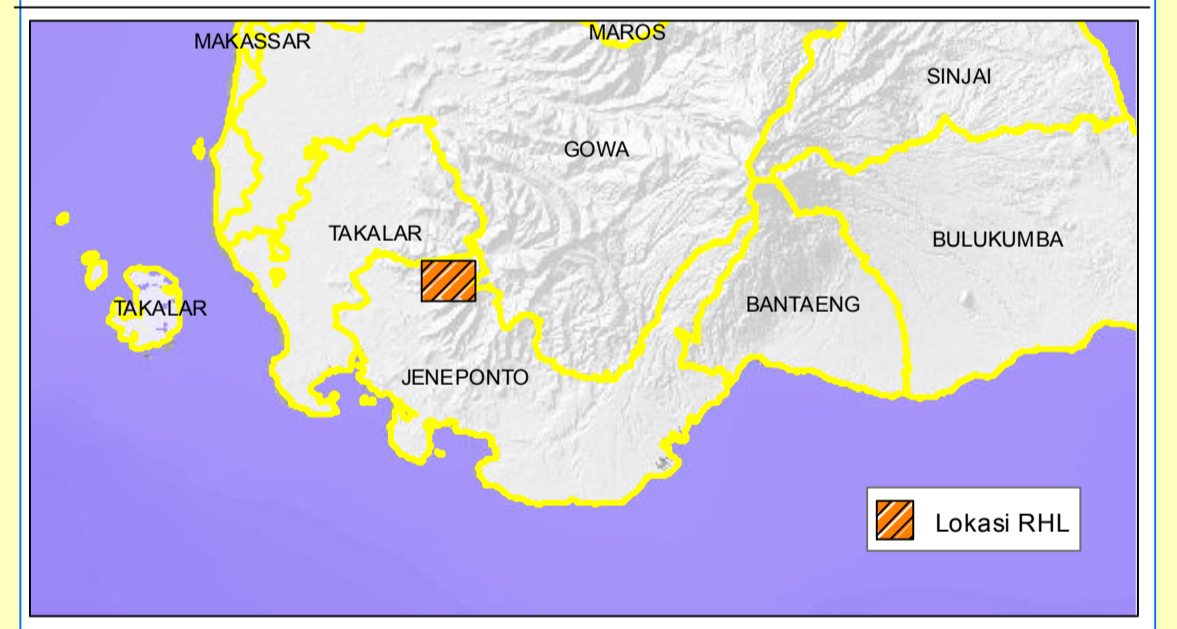 MAROS
MAKASSAR
SINJAI
GOWA
TAKALAR
BULUKUMBA
TAKALAR
BANTAENG
JENEPONTO
Lokasi RHL